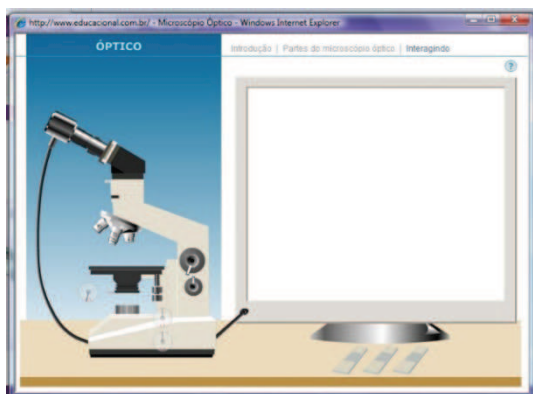 http://www.educacional.com.br/ - Microscópio Óptico - Windows Internet Explorer
ÓPTICO
Introdução | Partes do microscópio óptico | Interagindo
?